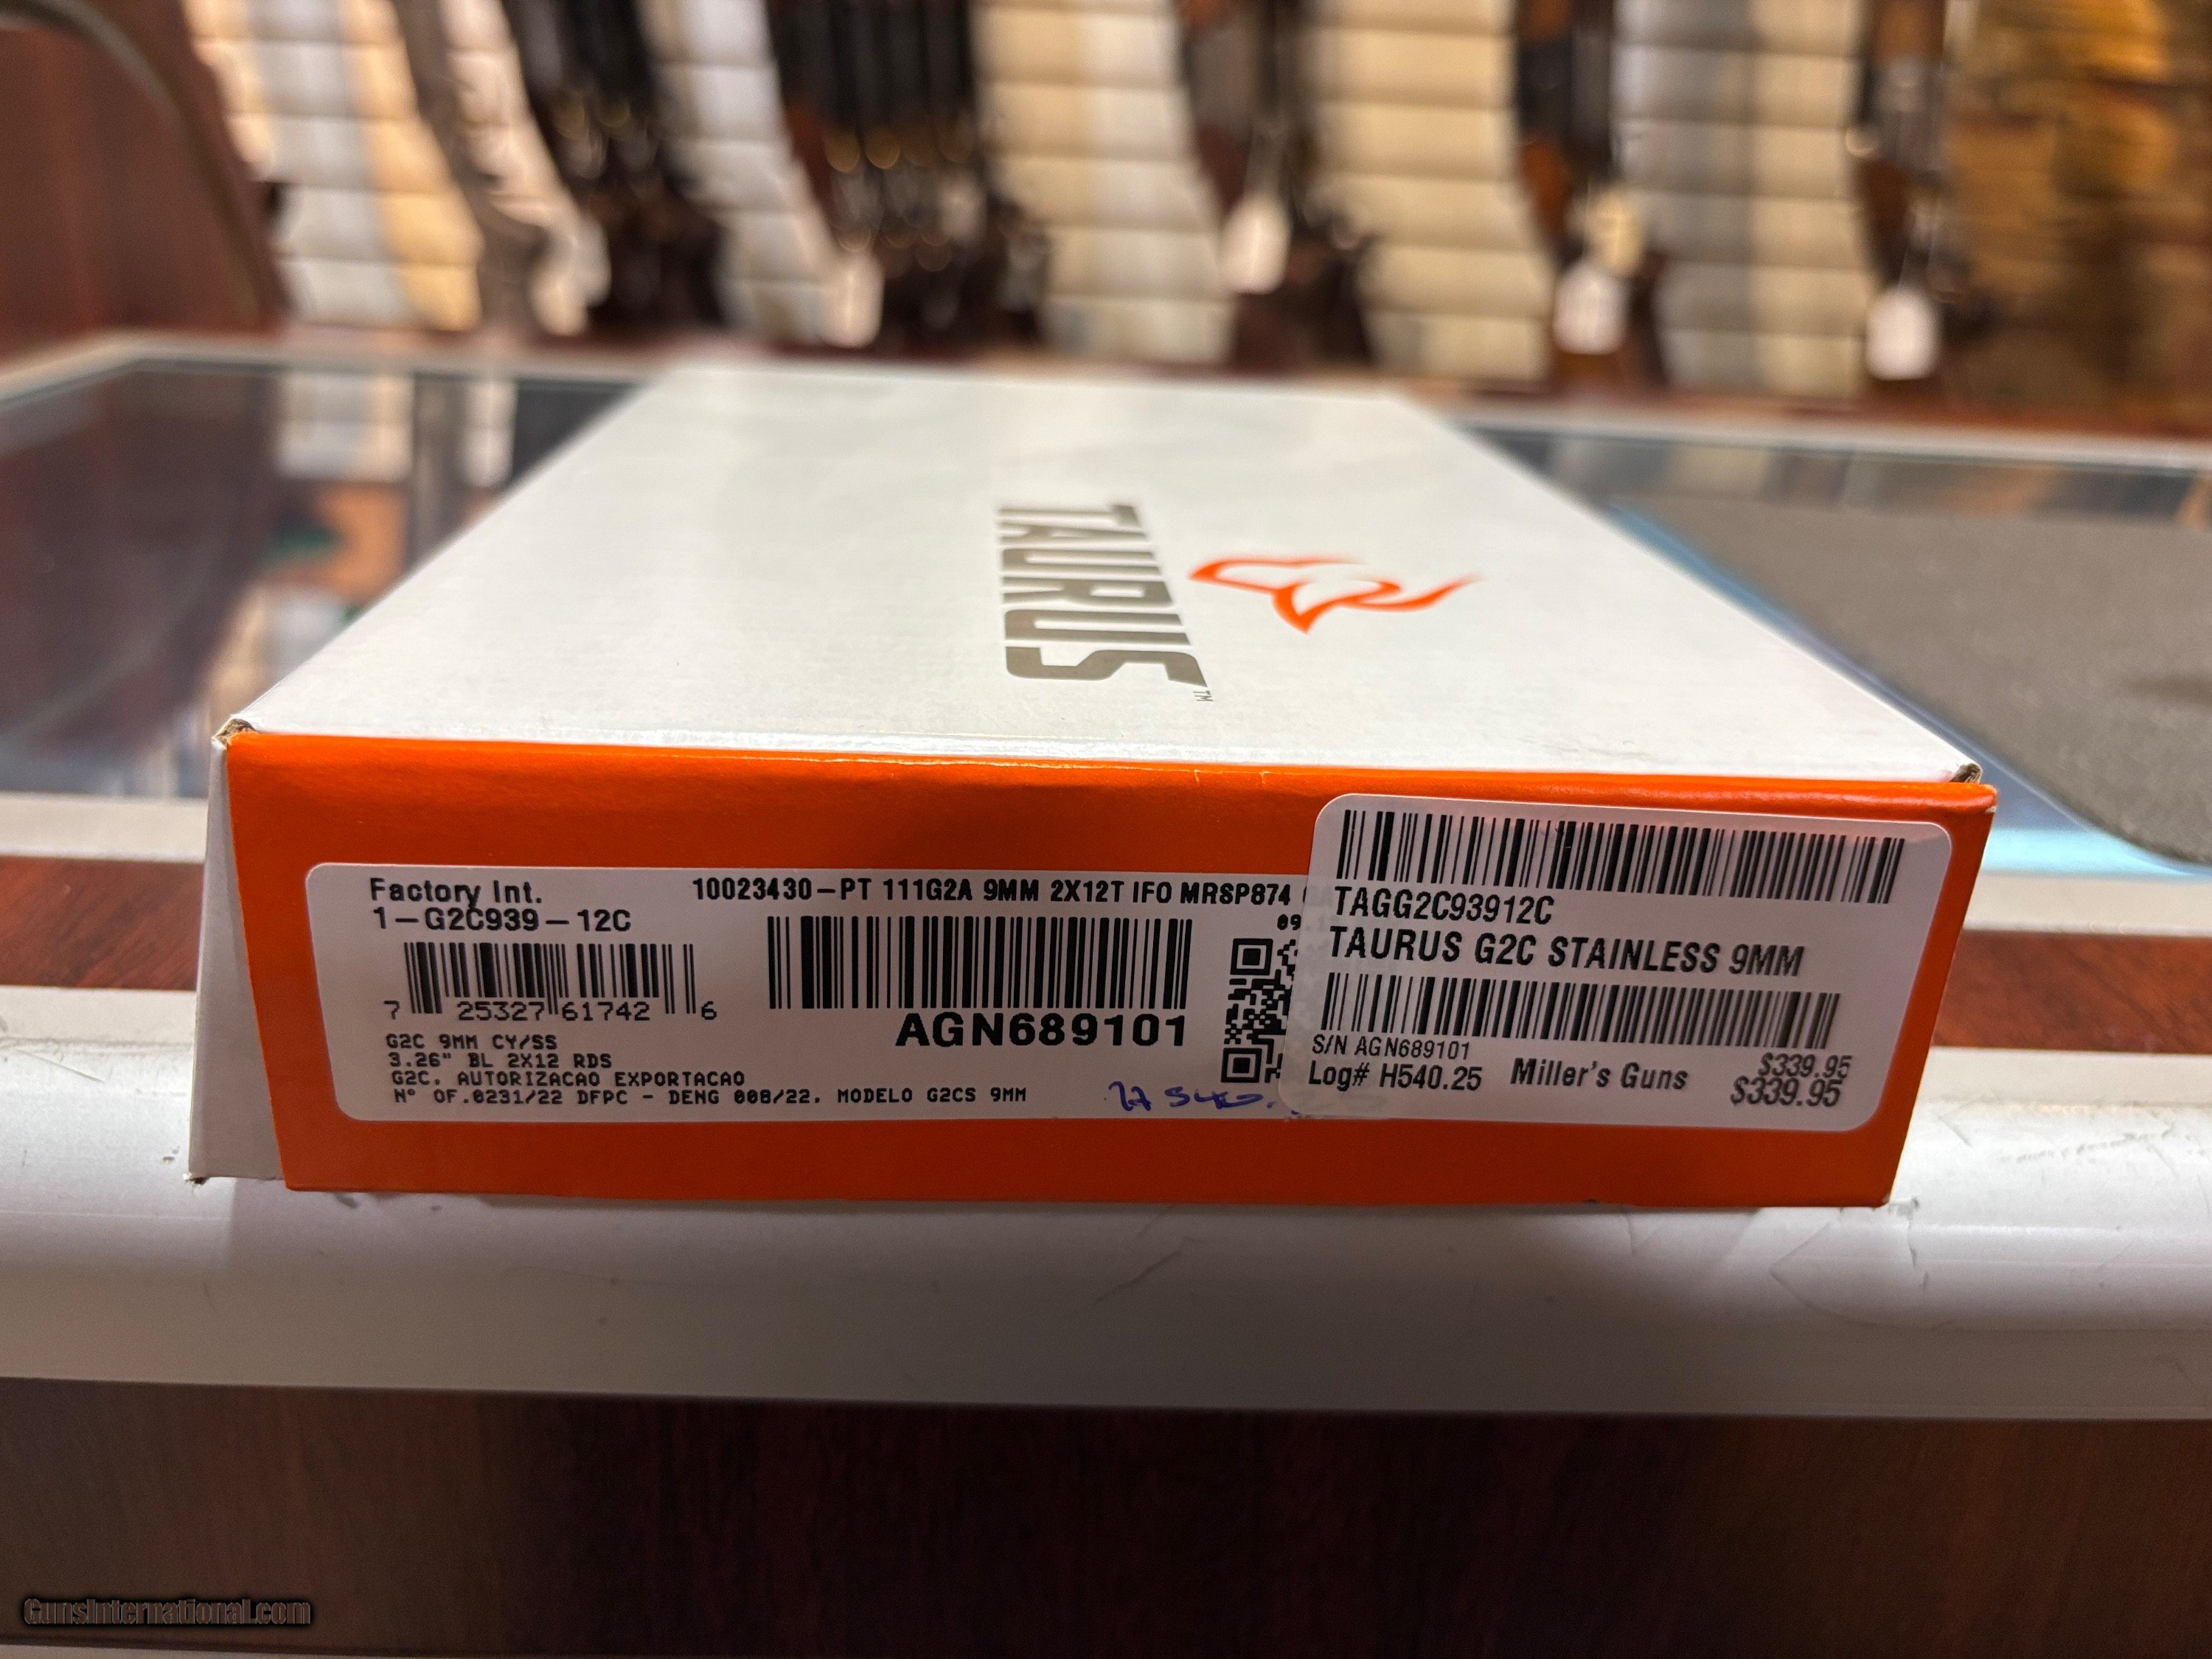 TAURUS™
Factory Int.
1-G2C939-12C
7 25327 61742 6
G2C 9MM CY/SS
3.26" BL 2X12 RDS
G2C, AUTORIZACAO EXPORTACAO
N° OF.0231/22 DFPC - DENG 008/22, MODELO G2CS 9MM
10023430-PT 111G2A 9MM 2X12T IFO MRSP874
09
AGN689101
TAGG2C93912C
TAURUS G2C STAINLESS 9MM
S/N AGN689101
$339.95
Log# H540.25 Miller's Guns $339.95
GunsInternational.com